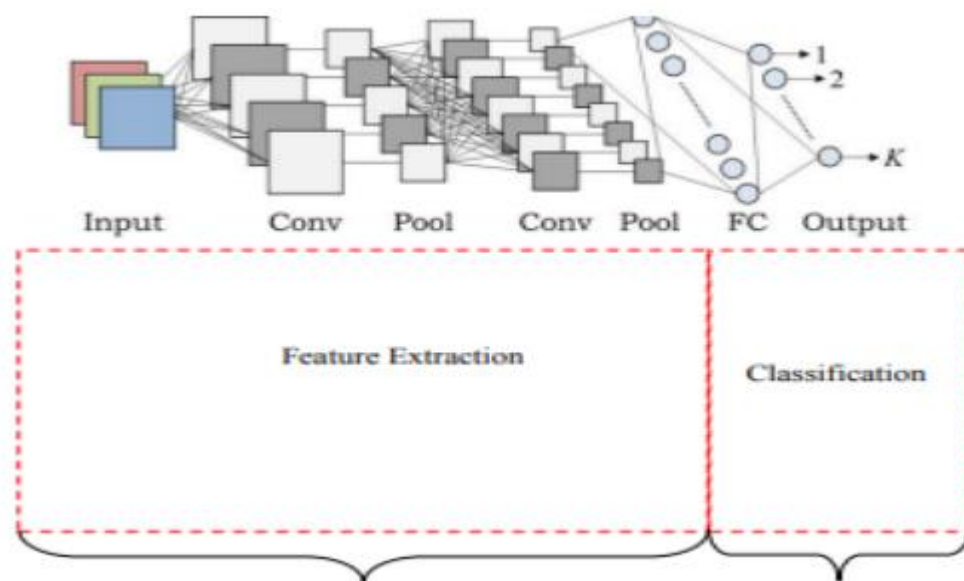 1
2
K
Input Conv Pool Conv Pool FC Output
Feature Extraction
Classification